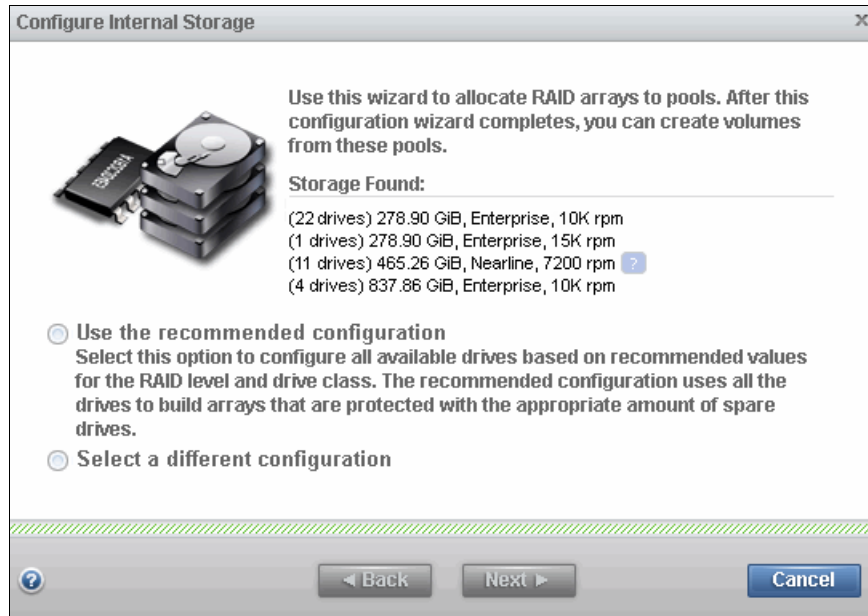 Configure Internal Storage
x
Use this wizard to allocate RAID arrays to pools. After this
configuration wizard completes, you can create volumes
from these pools.
Storage Found:
(22 drives) 278.90 GiB, Enterprise, 10K rpm
(1 drives) 278.90 GiB, Enterprise, 15K rpm
(11 drives) 465.26 GiB, Nearline, 7200 rpm ?
(4 drives) 837.86 GiB, Enterprise, 10K rpm
Use the recommended configuration
Select this option to configure all available drives based on recommended values
for the RAID level and drive class. The recommended configuration uses all the
drives to build arrays that are protected with the appropriate amount of spare
drives.
Select a different configuration
?
◄ Back
Next ►
Cancel